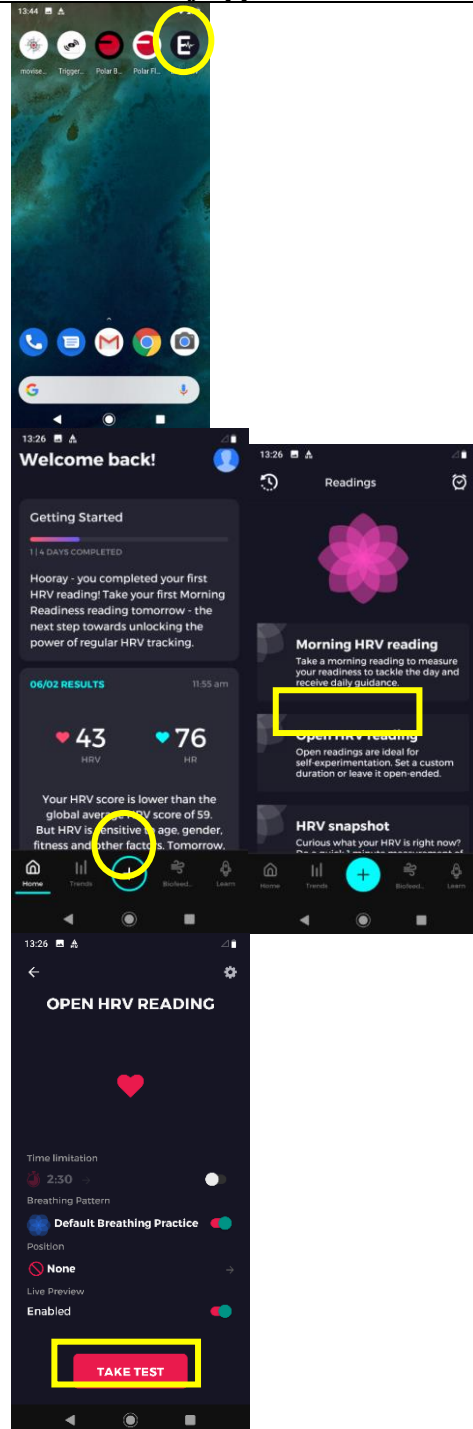 13:44
movise... Trigger... Polar B... Polar Fl...
E
G
13:26
Welcome back!
Getting Started
1 | 4 DAYS COMPLETED
Hooray - you completed your first
HRV reading! Take your first Morning
Readiness reading tomorrow - the
next step towards unlocking the
power of regular HRV tracking.
06/02 RESULTS 11:55 am
43 76
HRV HR
Your HRV score is lower than the
global average HRV score of 59.
But HRV is sensitive to age, gender,
fitness and other factors. Tomorrow,
Home Trends Biofeed... Learn
13:26
Readings
Morning HRV reading
Take a morning reading to measure
your readiness to tackle the day and
receive daily guidance.
Open HRV reading
Open readings are ideal for
self-experimentation. Set a custom
duration or leave it open-ended.
HRV snapshot
Curious what your HRV is right now?
Home Trends Biofeed... Learn
13:26
OPEN HRV READING
Time limitation
2:30
Breathing Pattern
Default Breathing Practice
Position
None
Live Preview
Enabled
TAKE TEST